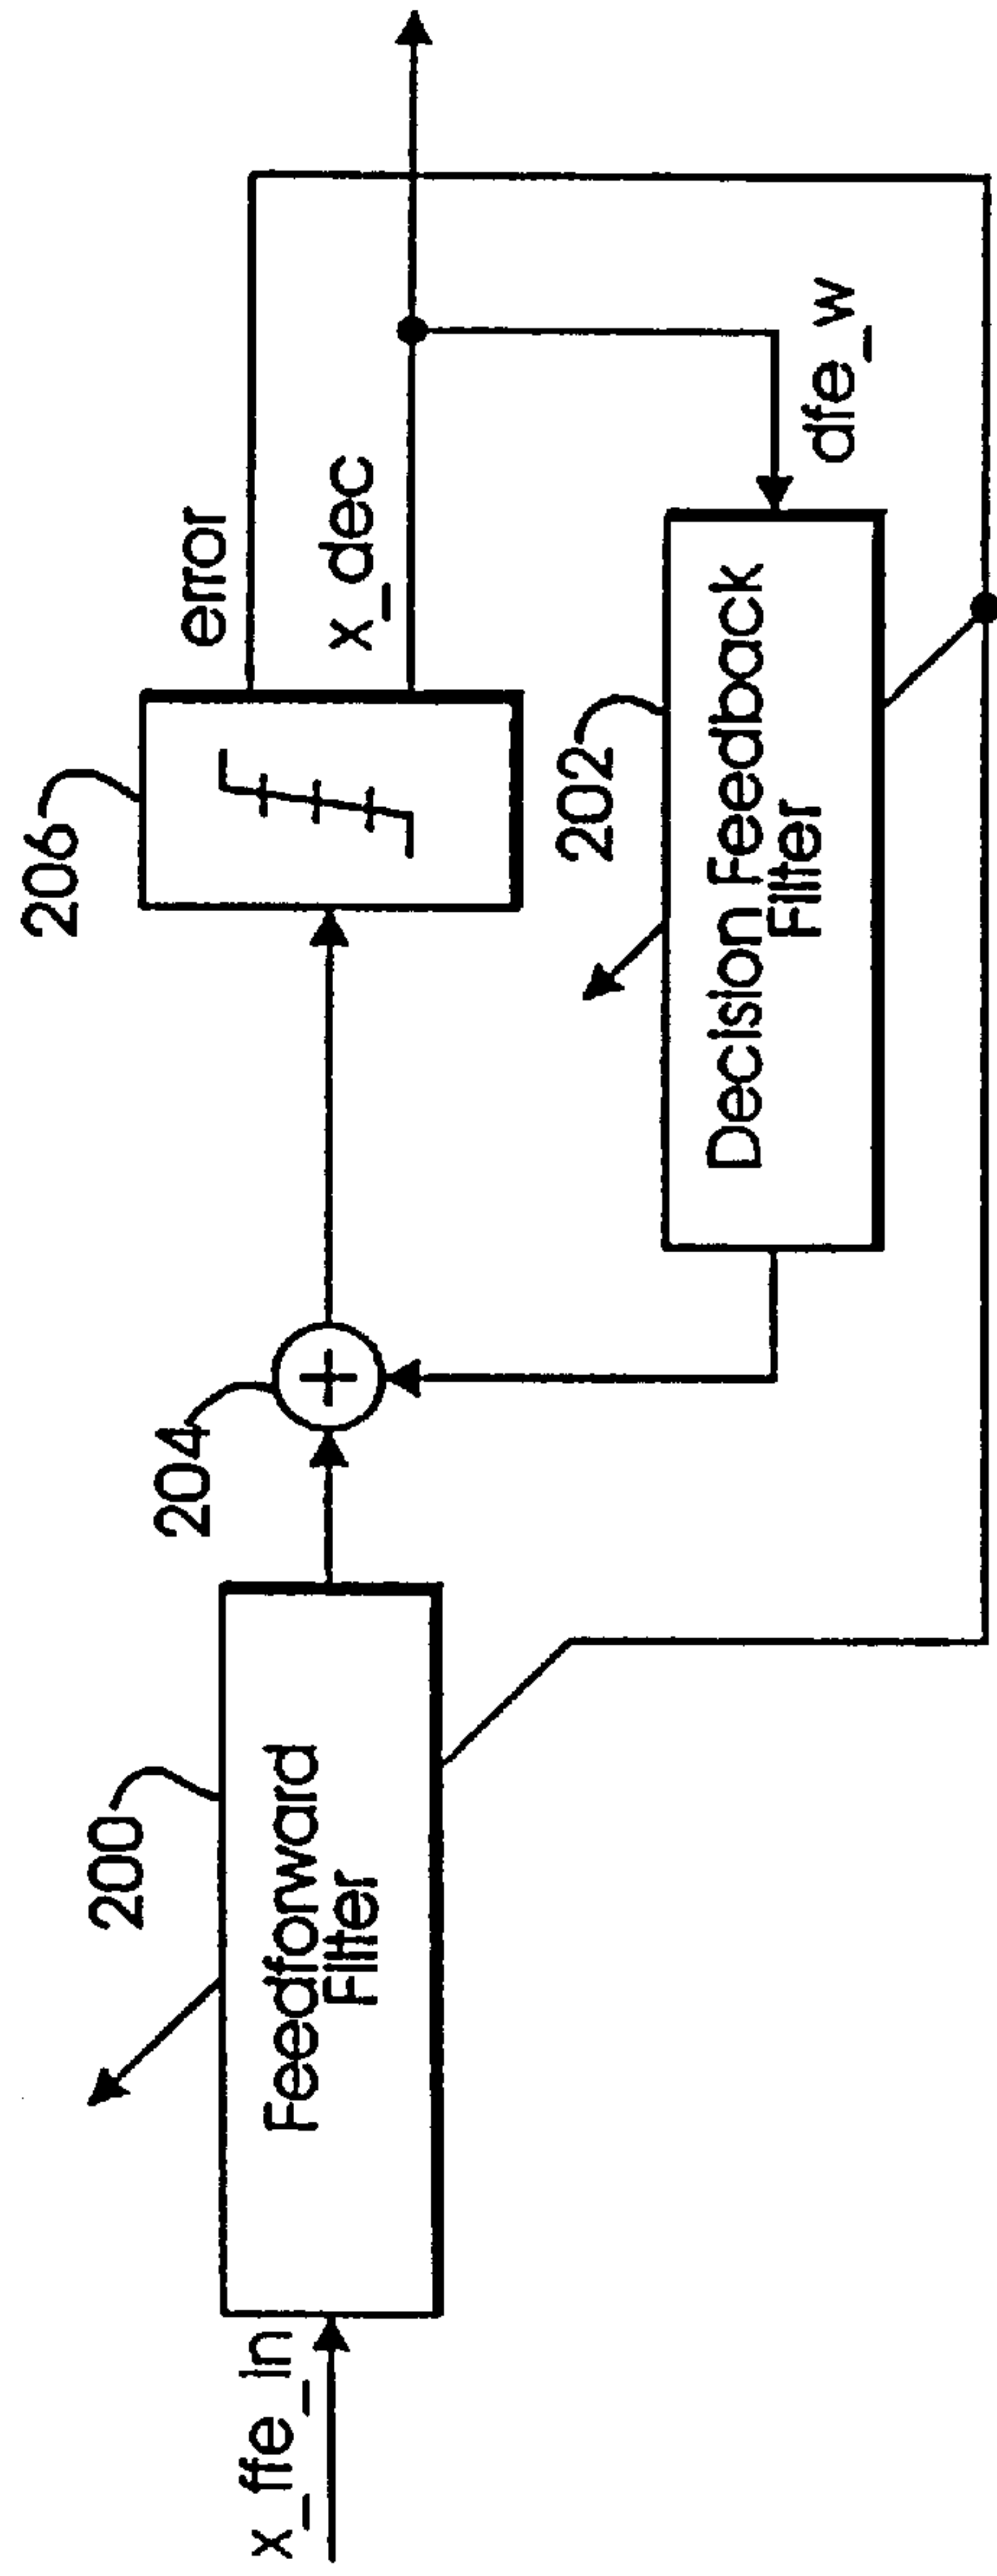 x_ffe_in
200
Feedforward
Filter
204
206
error
x_dec
202
Decision Feedback
Filter
dfe_w